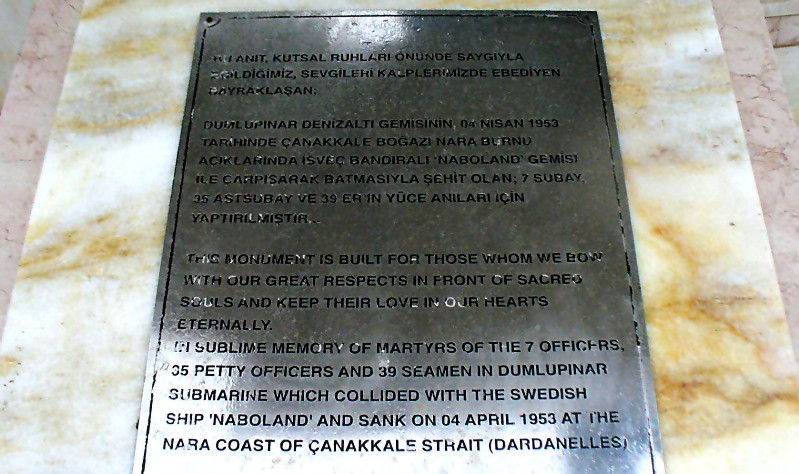 BU ANIT, KUTSAL RUHLARI ÖNÜNDE SAYGIYLA
EĞİLDİĞİMİZ, SEVGİLERİ KALPLERİMİZDE EBEDİYEN
BAYRAKLAŞAN;
DUMLUPINAR DENİZALTI GEMİSİNİN, 04 NİSAN 1953
TARİHİNDE ÇANAKKALE BOĞAZI NARA BURNU
AÇIKLARINDA İSVEÇ BANDIRALI 'NABOLAND' GEMİSİ
İLE ÇARPIŞARAK BATMASIYLA ŞEHİT OLAN; 7 SUBAY,
35 ASTSUBAY VE 39 ER'İN YÜCE ANILARI İÇİN
YAPTIRILMIŞTIR...
THIS MONUMENT IS BUILT FOR THOSE WHOM WE BOW
WITH OUR GREAT RESPECTS IN FRONT OF SACRED
SOULS AND KEEP THEIR LOVE IN OUR HEARTS
ETERNALLY.
IN SUBLIME MEMORY OF MARTYRS OF THE 7 OFFICERS,
35 PETTY OFFICERS AND 39 SEAMEN IN DUMLUPINAR
SUBMARINE WHICH COLLIDED WITH THE SWEDISH
SHIP 'NABOLAND' AND SANK ON 04 APRIL 1953 AT THE
NARA COAST OF ÇANAKKALE STRAIT (DARDANELLES)